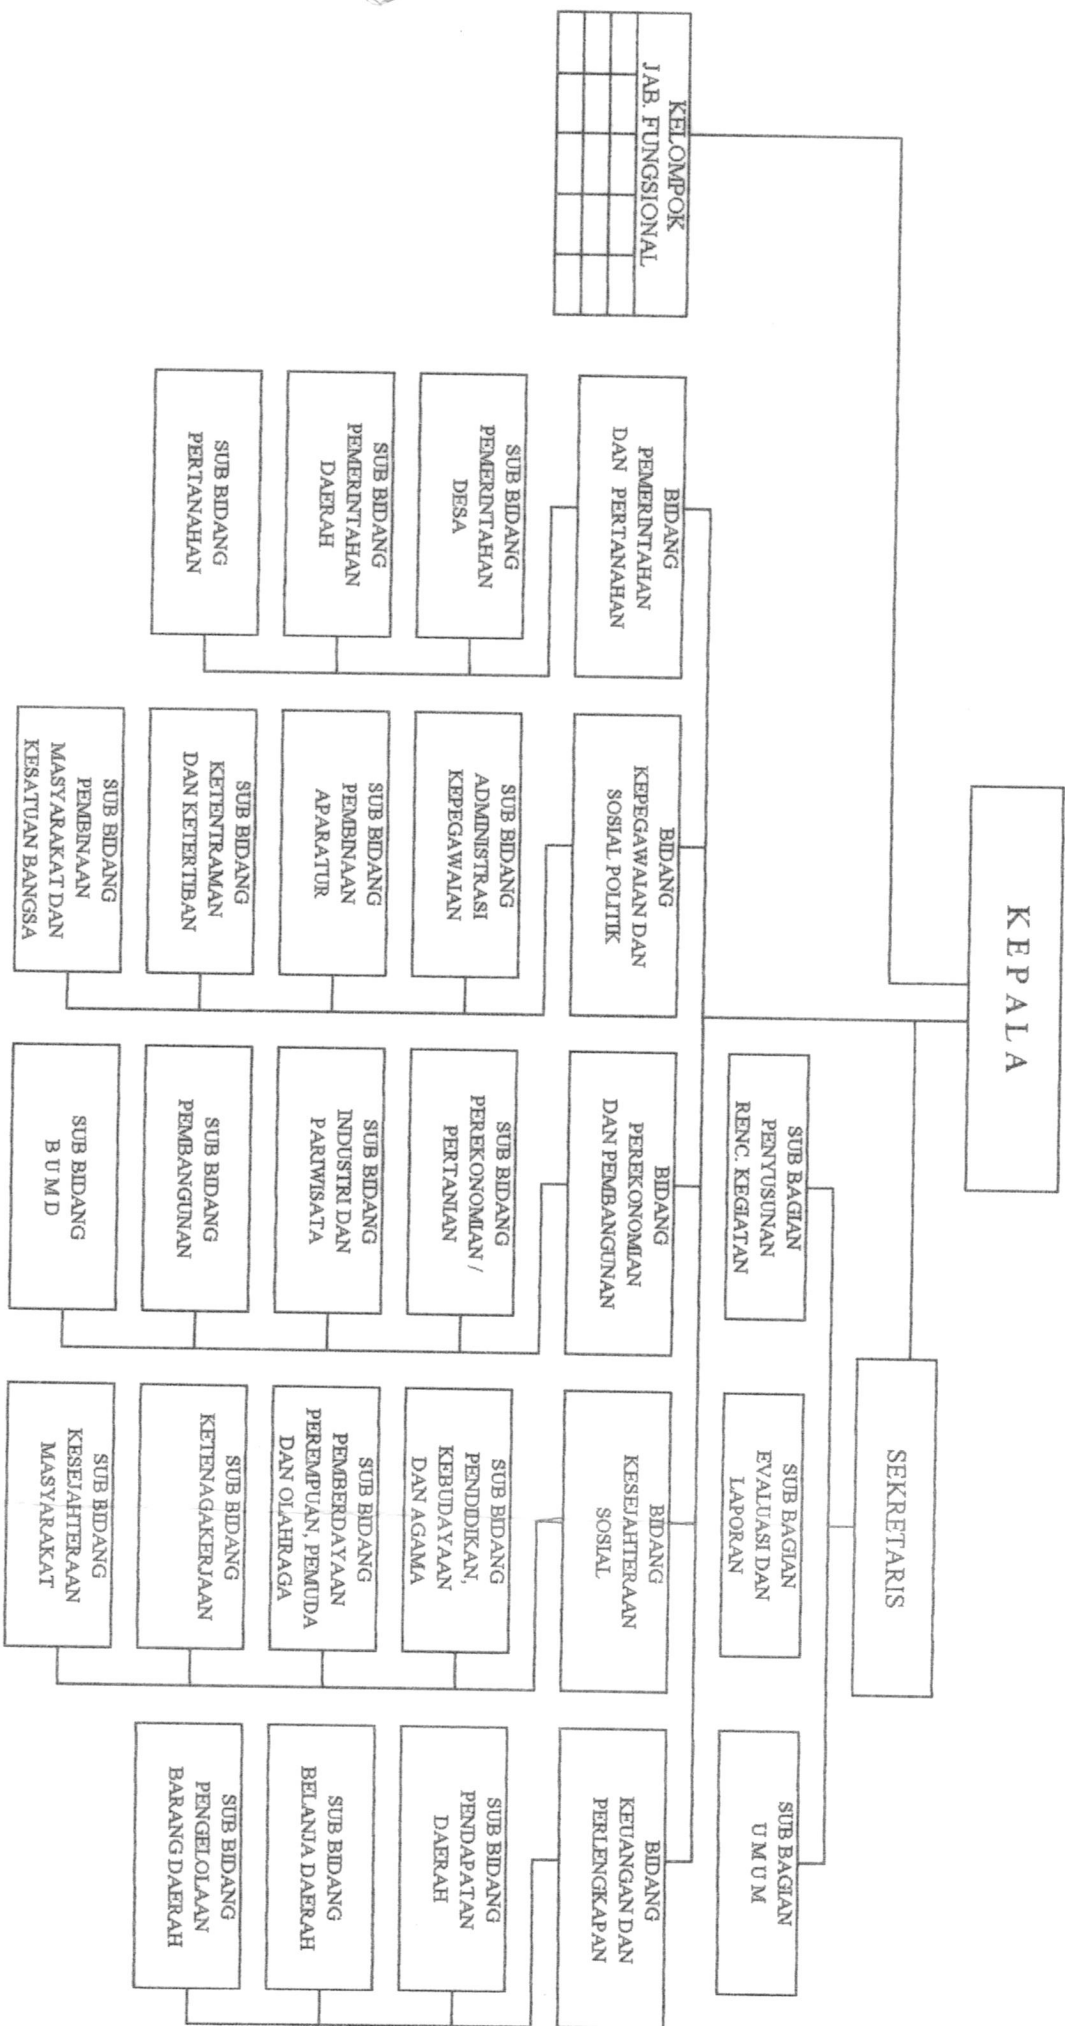 K E P A L A
SEKRETARIS
SUB BAGIAN
PENYUSUNAN
RENC. KEGIATAN
SUB BAGIAN
EVALUASI DAN
LAPORAN
SUB BAGIAN
U M U M
KELOMPOK
JAB. FUNGSIONAL
BIDANG
PEMERINTAHAN
DAN PERTANAHAN
BIDANG
KEPEGAWAIAN DAN
SOSIAL POLITIK
BIDANG
PEREKONOMIAN
DAN PEMBANGUNAN
BIDANG
KESEJAHTERAAN
SOSIAL
BIDANG
KEUANGAN DAN
PERLENGKAPAN
SUB BIDANG
PEMERINTAHAN
DESA
SUB BIDANG
ADMINISTRASI
KEPEGAWAIAN
SUB BIDANG
PEREKONOMIAN /
PERTANIAN
SUB BIDANG
PENDIDIKAN,
KEBUDAYAAN
DAN AGAMA
SUB BIDANG
PENDAPATAN
DAERAH
SUB BIDANG
PEMERINTAHAN
DAERAH
SUB BIDANG
PEMBINAAN
APARATUR
SUB BIDANG
INDUSTRI DAN
PARIWISATA
SUB BIDANG
PEMBERDAYAAN
PEREMPUAN, PEMUDA
DAN OLAHRAGA
SUB BIDANG
BELANJA DAERAH
SUB BIDANG
PERTANAHAN
SUB BIDANG
KETENTRAMAN
DAN KETERTIBAN
SUB BIDANG
PEMBANGUNAN
SUB BIDANG
KETENAGAKERJAAN
SUB BIDANG
PENGELOLAAN
BARANG DAERAH
SUB BIDANG
PEMBINAAN
MASYARAKAT DAN
KESATUAN BANGSA
SUB BIDANG
B U M D
SUB BIDANG
KESEJAHTERAAN
MASYARAKAT